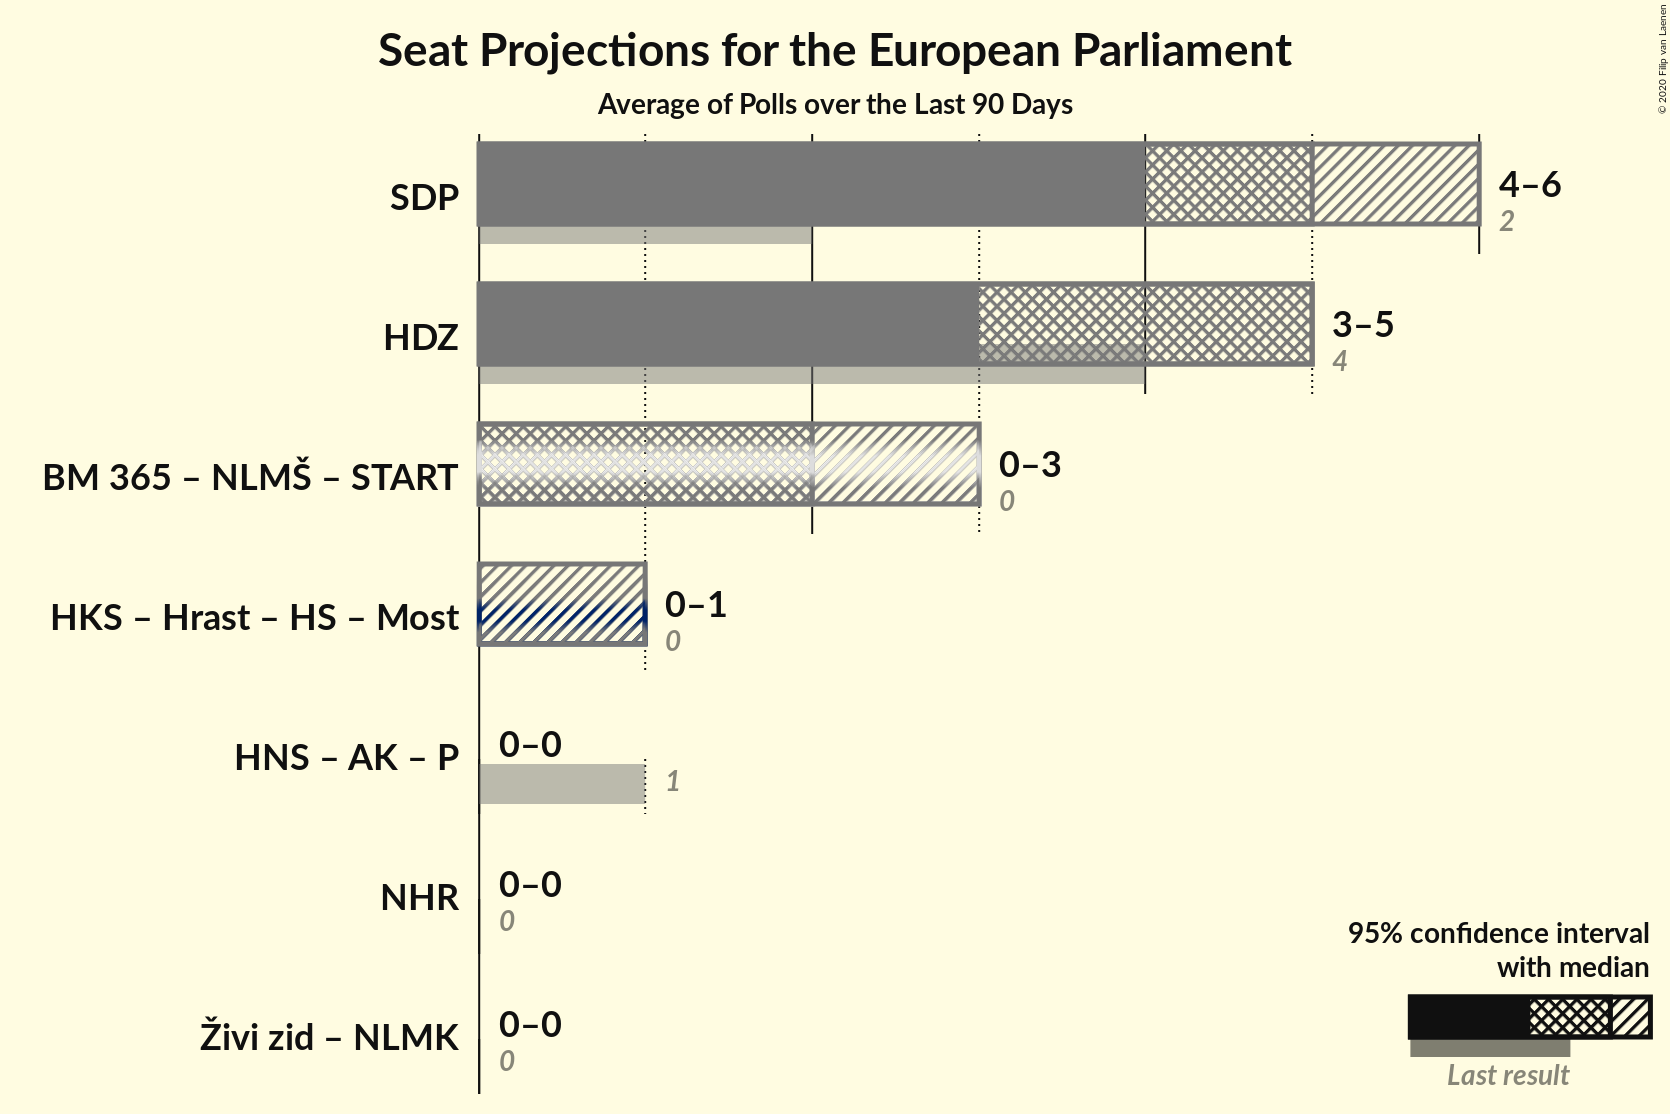 Seat Projections for the European Parliament
Average of Polls over the Last 90 Days
© 2020 Filip van Laenen
SDP
4–6
2
HDZ
3–5
4
BM 365 – NLMŠ – START
0–3
0
HKS – Hrast – HS – Most
0–1
0
HNS – AK – P
0–0
1
NHR
0–0
0
Živi zid – NLMK
0–0
0
95% confidence interval
with median
Last result